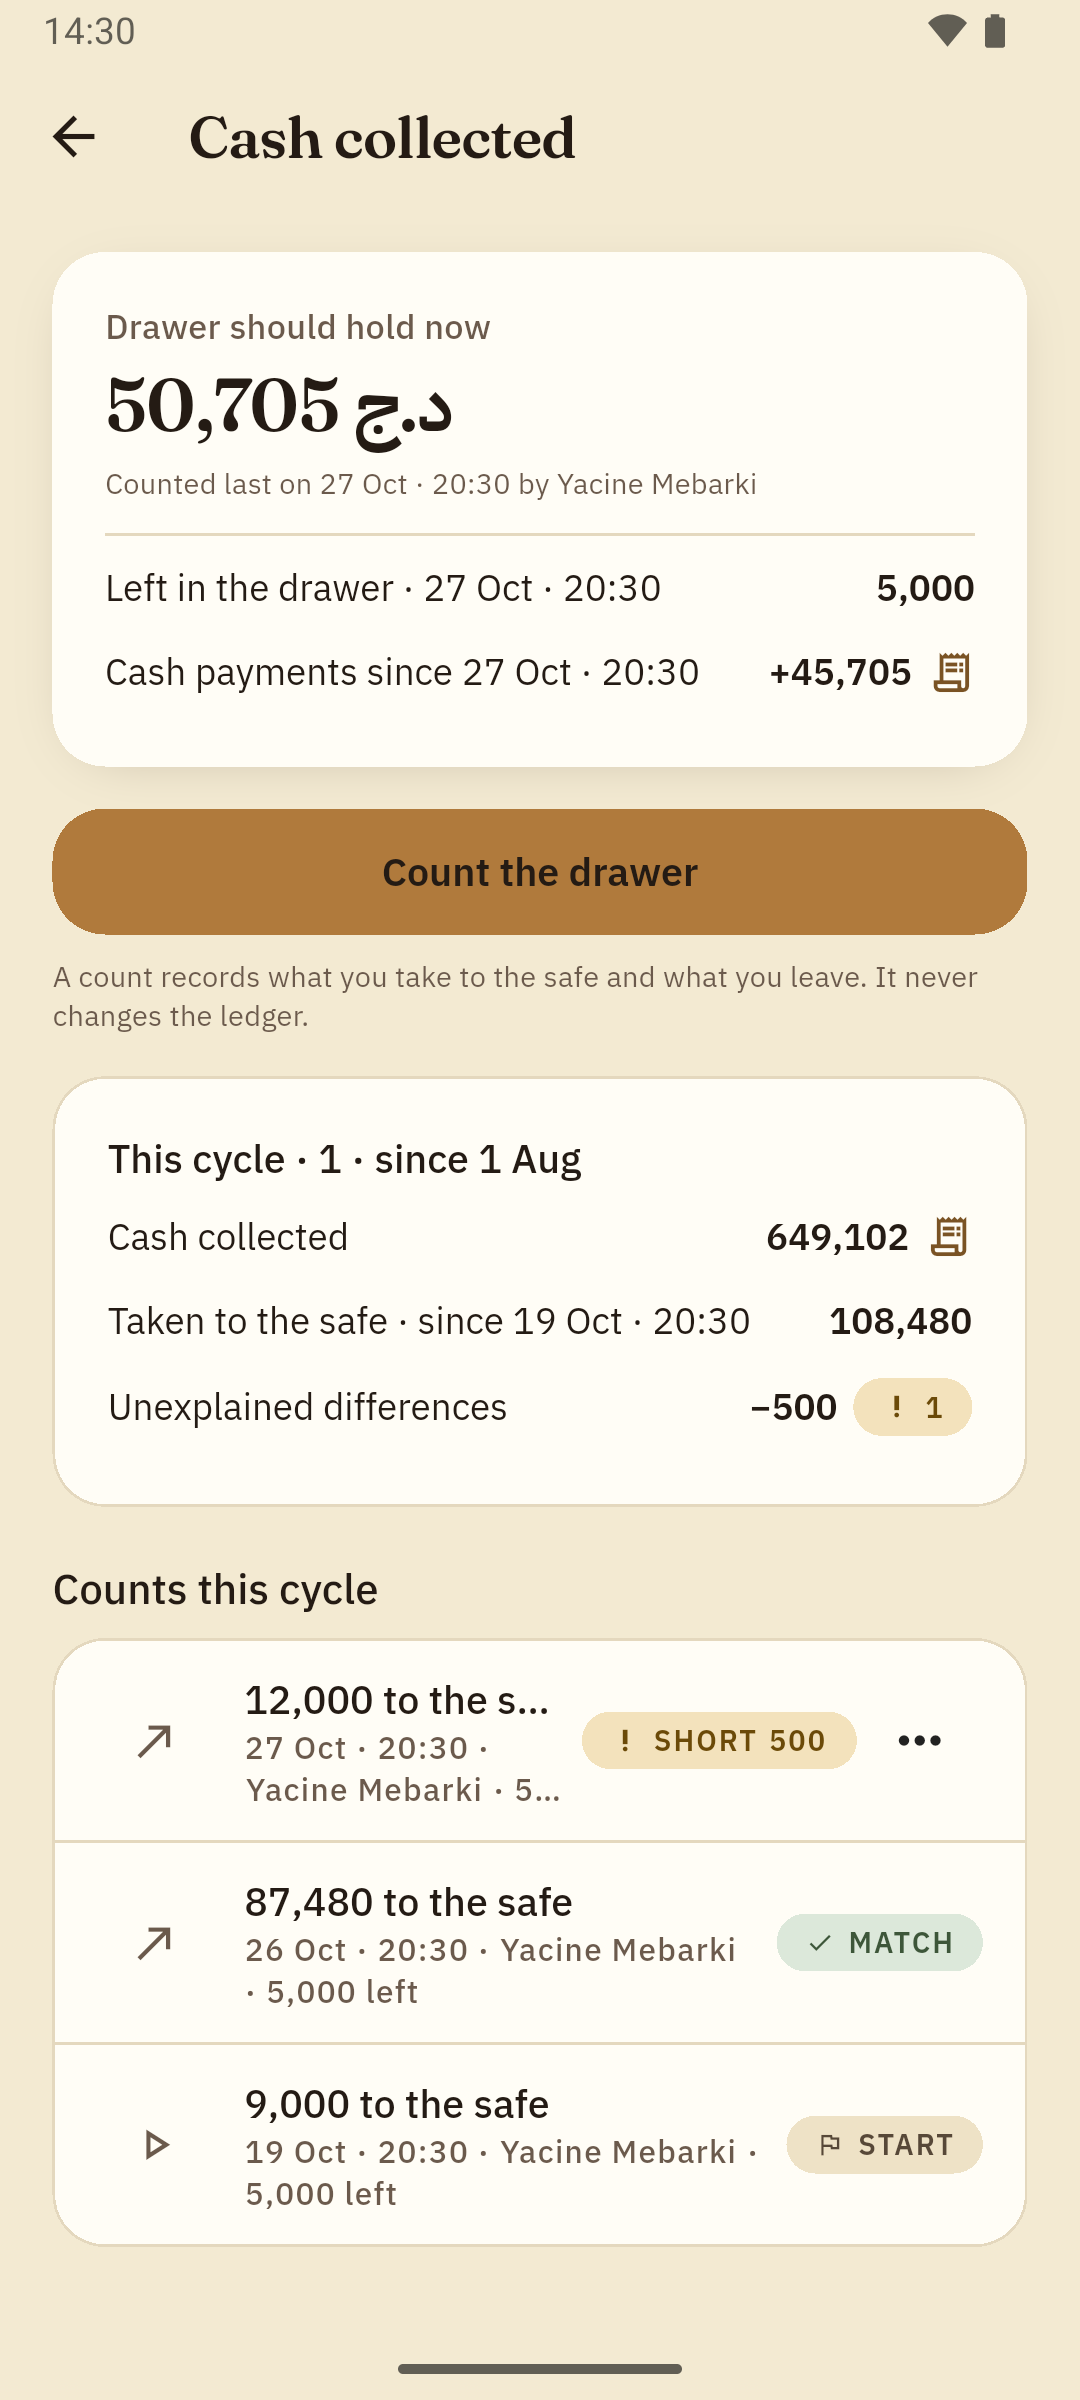 14:30
Cash collected
Drawer should hold now
50,705 د.ج
Counted last on 27 Oct · 20:30 by Yacine Mebarki
Left in the drawer · 27 Oct · 20:30 5,000
Cash payments since 27 Oct · 20:30 +45,705
Count the drawer
A count records what you take to the safe and what you leave. It never
changes the ledger.
This cycle · 1 · since 1 Aug
Cash collected 649,102
Taken to the safe · since 19 Oct · 20:30 108,480
Unexplained differences −500 ! 1
Counts this cycle
12,000 to the s...
27 Oct · 20:30 ·
Yacine Mebarki · 5...
! SHORT 500
87,480 to the safe
26 Oct · 20:30 · Yacine Mebarki
· 5,000 left
MATCH
9,000 to the safe
19 Oct · 20:30 · Yacine Mebarki ·
5,000 left
START